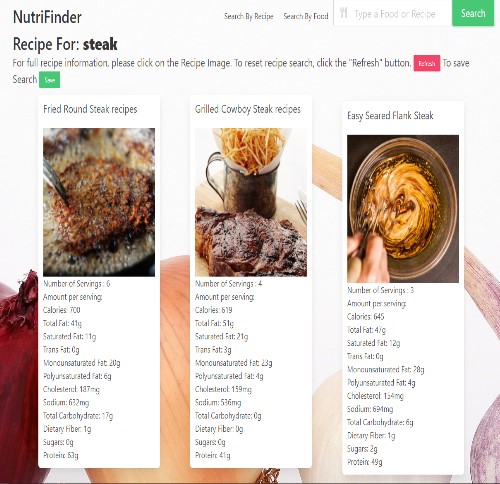 NutriFinder
Search By Recipe
Search By Food
Type a Food or Recipe
Search
Recipe For: steak
For full recipe information, please click on the Recipe Image. To reset recipe search, click the "Refresh" button. Refresh To save
Search Save
Fried Round Steak recipes
Number of Servings : 6
Amount per serving:
Calories: 700
Total Fat: 41g
Saturated Fat: 11g
Trans Fat: 0g
Monounsaturated Fat: 20g
Polyunsaturated Fat: 6g
Cholesterol: 187mg
Sodium: 632mg
Total Carbohydrate: 17g
Dietary Fiber: 1g
Sugars: 0g
Protein: 63g
Grilled Cowboy Steak recipes
Number of Servings : 4
Amount per serving:
Calories: 619
Total Fat: 51g
Saturated Fat: 21g
Trans Fat: 3g
Monounsaturated Fat: 23g
Polyunsaturated Fat: 4g
Cholesterol: 159mg
Sodium: 536mg
Total Carbohydrate: 0g
Dietary Fiber: 0g
Sugars: 0g
Protein: 41g
Easy Seared Flank Steak
Number of Servings : 3
Amount per serving:
Calories: 645
Total Fat: 47g
Saturated Fat: 12g
Trans Fat: 0g
Monounsaturated Fat: 28g
Polyunsaturated Fat: 4g
Cholesterol: 154mg
Sodium: 694mg
Total Carbohydrate: 6g
Dietary Fiber: 1g
Sugars: 2g
Protein: 49g